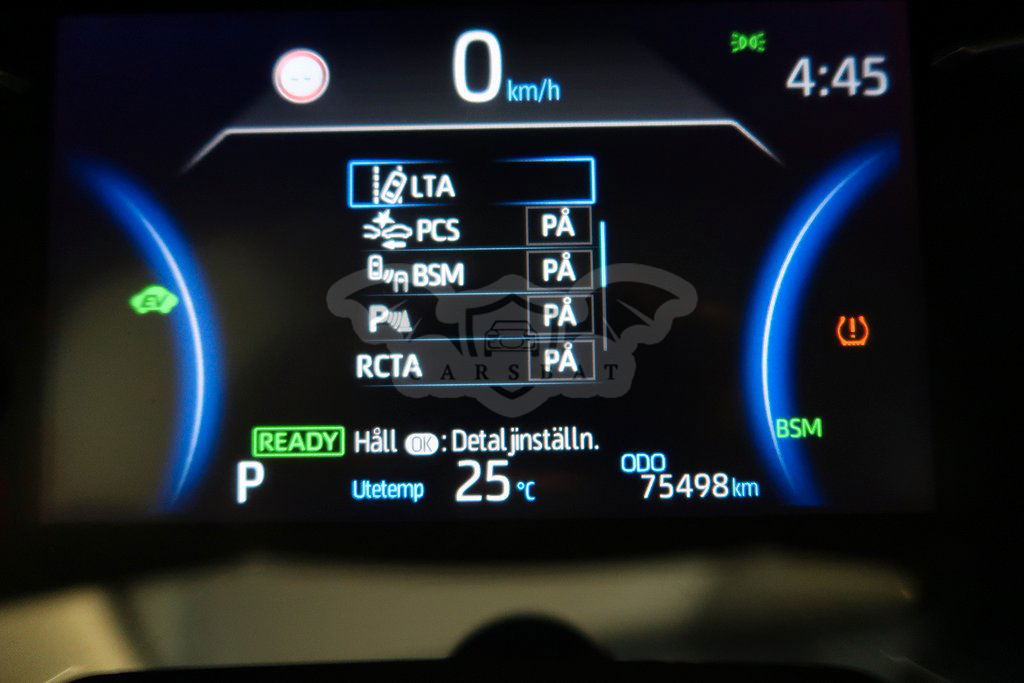 0 km/h
4:45
LTA
PCS PÅ
BSM PÅ
EV
P PÅ
RCTA PÅ
CARSBAT
BSM
READY Håll OK: Detaljinställn.
P
Utetemp 25 °C
ODO
75498 km